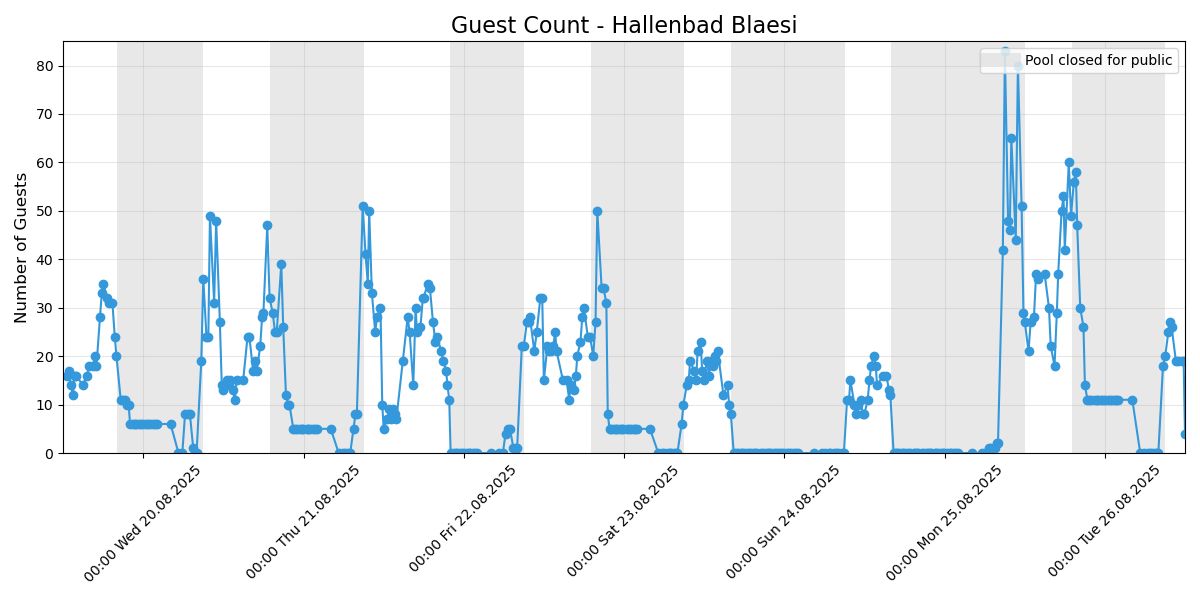 Guest Count - Hallenbad Blaesi
Pool closed for public
Number of Guests
80
70
60
50
40
30
20
10
0
00:00 Wed 20.08.2025
00:00 Thu 21.08.2025
00:00 Fri 22.08.2025
00:00 Sat 23.08.2025
00:00 Sun 24.08.2025
00:00 Mon 25.08.2025
00:00 Tue 26.08.2025